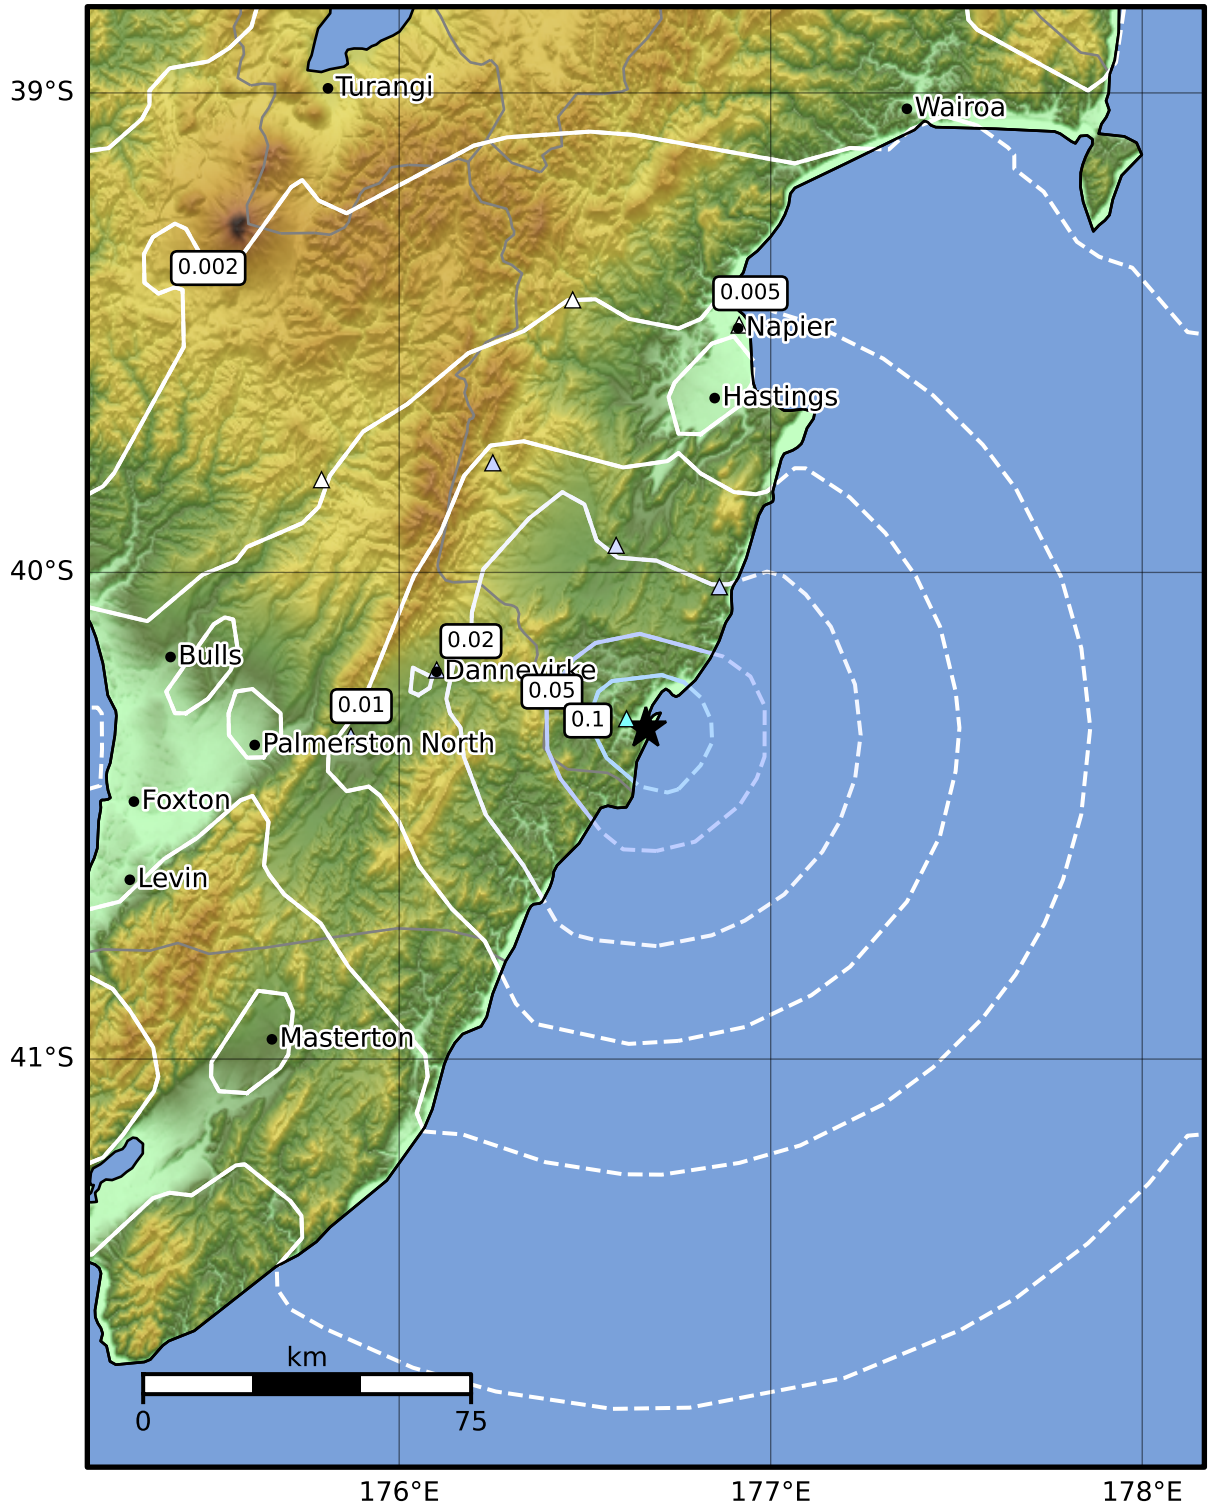 39°S
Turangi
Wairoa
0.002
0.005
Napier
Hastings
40°S
0.02
Bulls
Dannevirke
0.05
0.01
0.1
Palmerston North
Foxton
Levin
Masterton
41°S
km
0 75
176°E 177°E 178°E